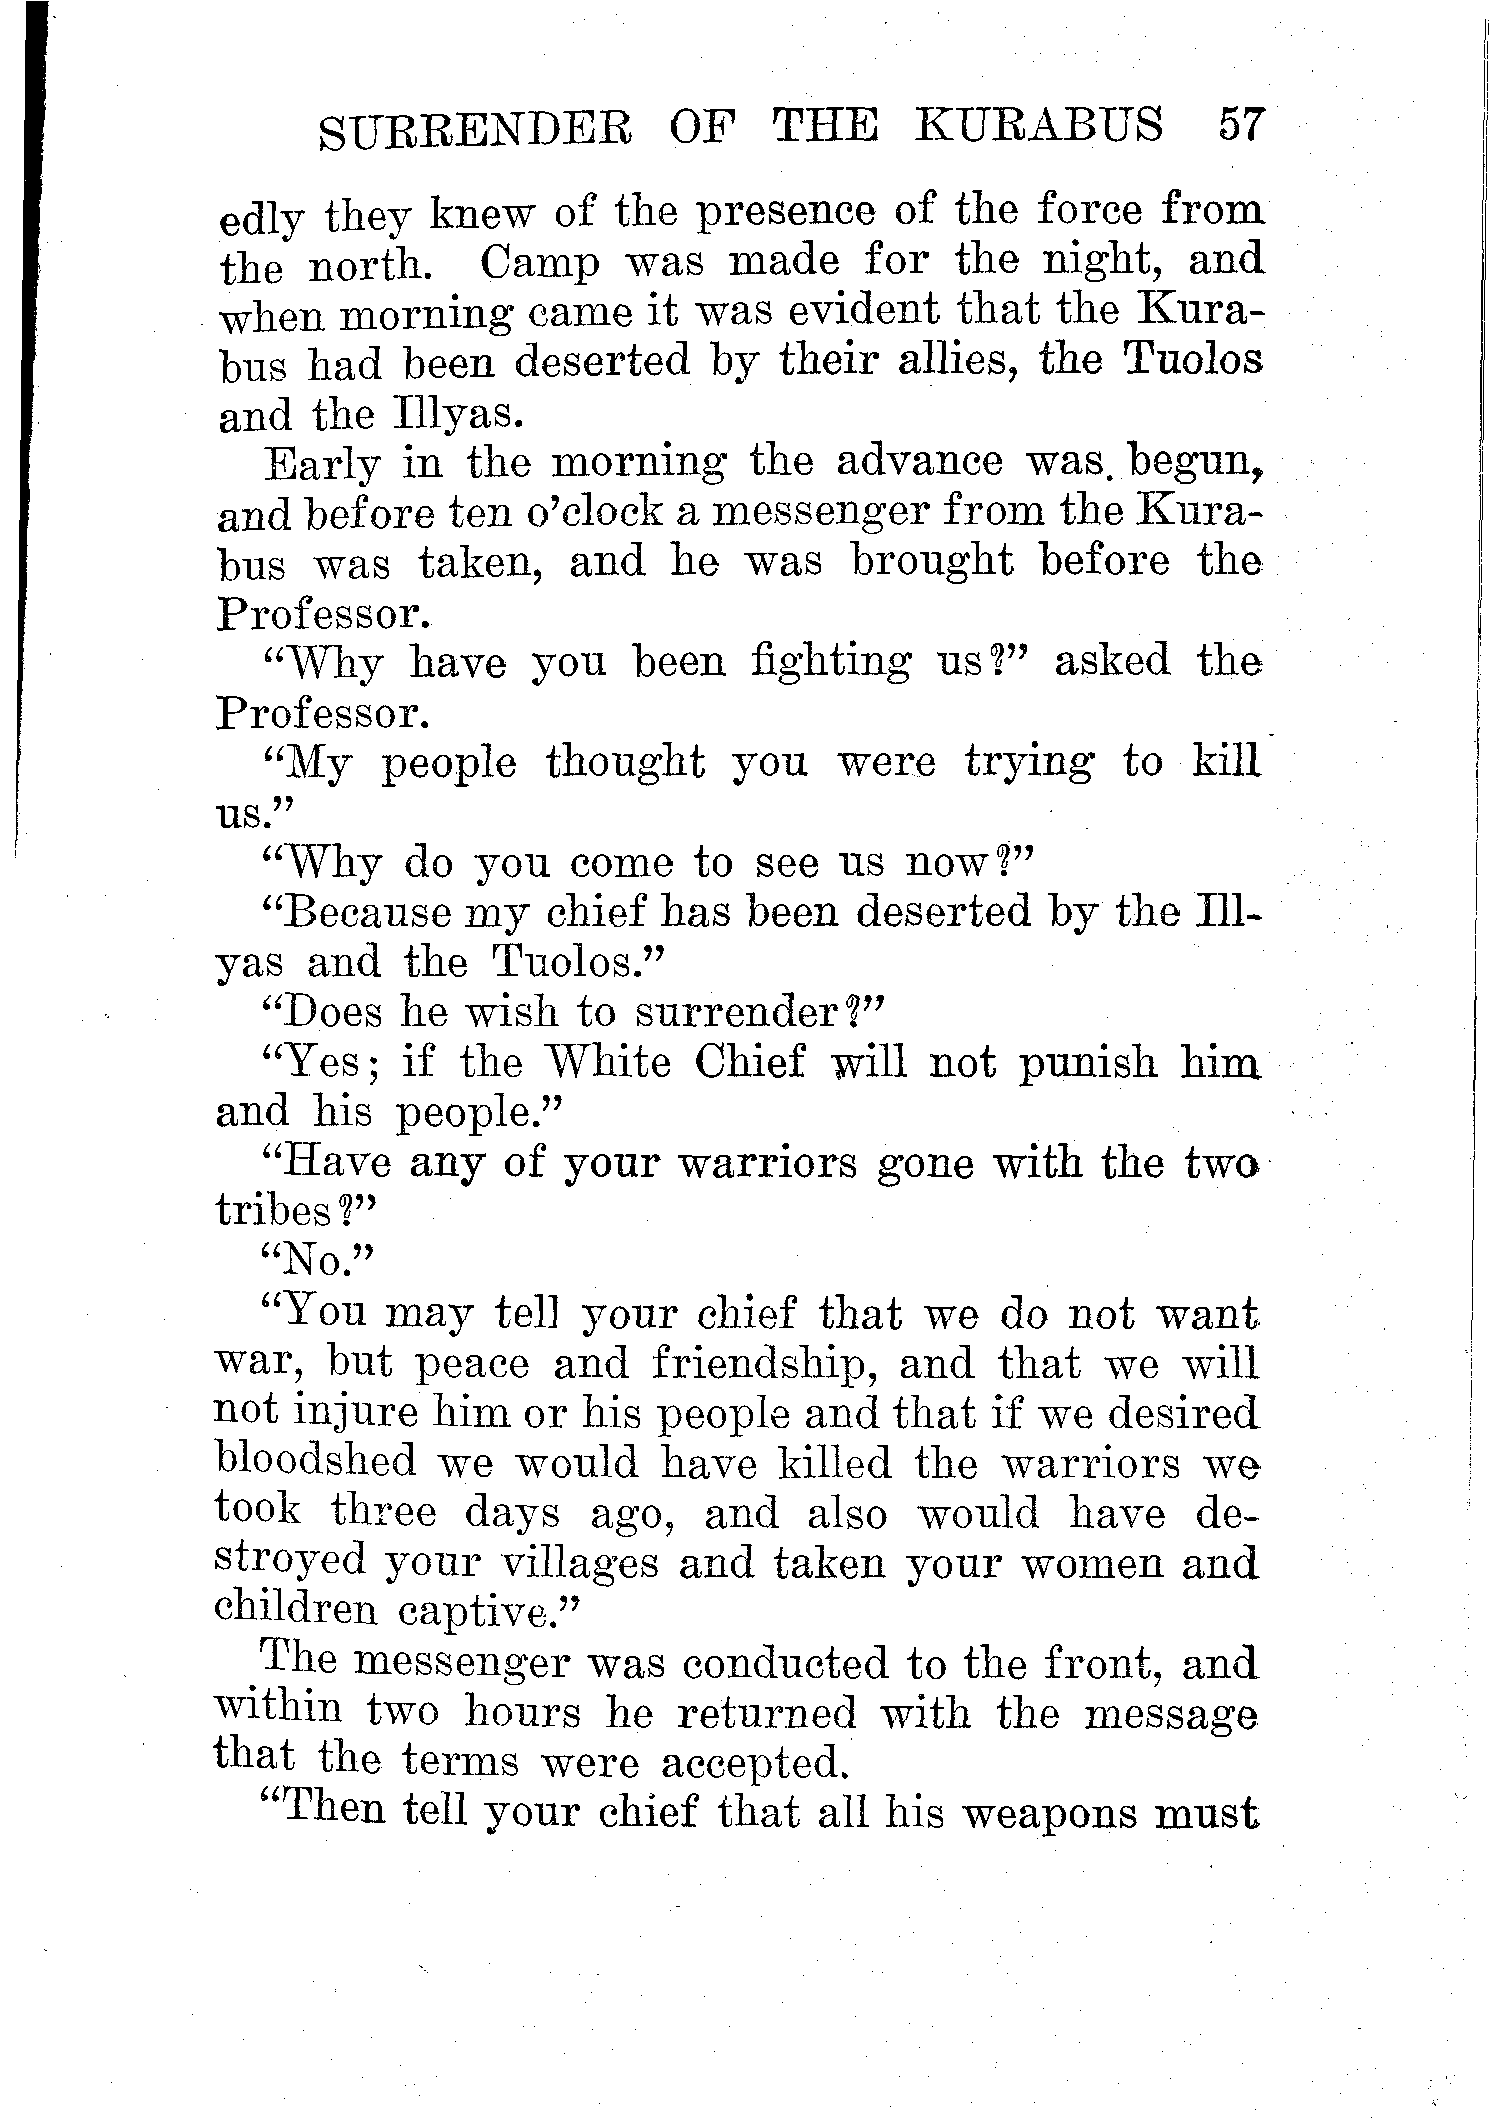 SURRENDER OF THE KURABUS 57
edly they knew of the presence of the force from
the north. Camp was made for the night, and
when morning came it was evident that the Kura-
bus had been deserted by their allies, the Tuolos
and the Illyas.
Early in the morning the advance was. begun,
and before ten o'clock a messenger from the Kura-
bus was taken, and he was brought before the
Professor.
“Why have you been fighting us?” asked the
Professor.
“My people thought you were trying to kill
us.”
“Why do you come to see us now?”
“Because my chief has been deserted by the Ill-
yas and the Tuolos.”
“Does he wish to surrender?”
“Yes; if the White Chief will not punish him
and his people.”
“Have any of your warriors gone with the two
tribes?”
“No.”
“You may tell your chief that we do not want
war, but peace and friendship, and that we will
not injure him or his people and that if we desired
bloodshed we would have killed the warriors we
took three days ago, and also would have de-
stroyed your villages and taken your women and
children captive.”
The messenger was conducted to the front, and
within two hours he returned with the message
that the terms were accepted.
“Then tell your chief that all his weapons must